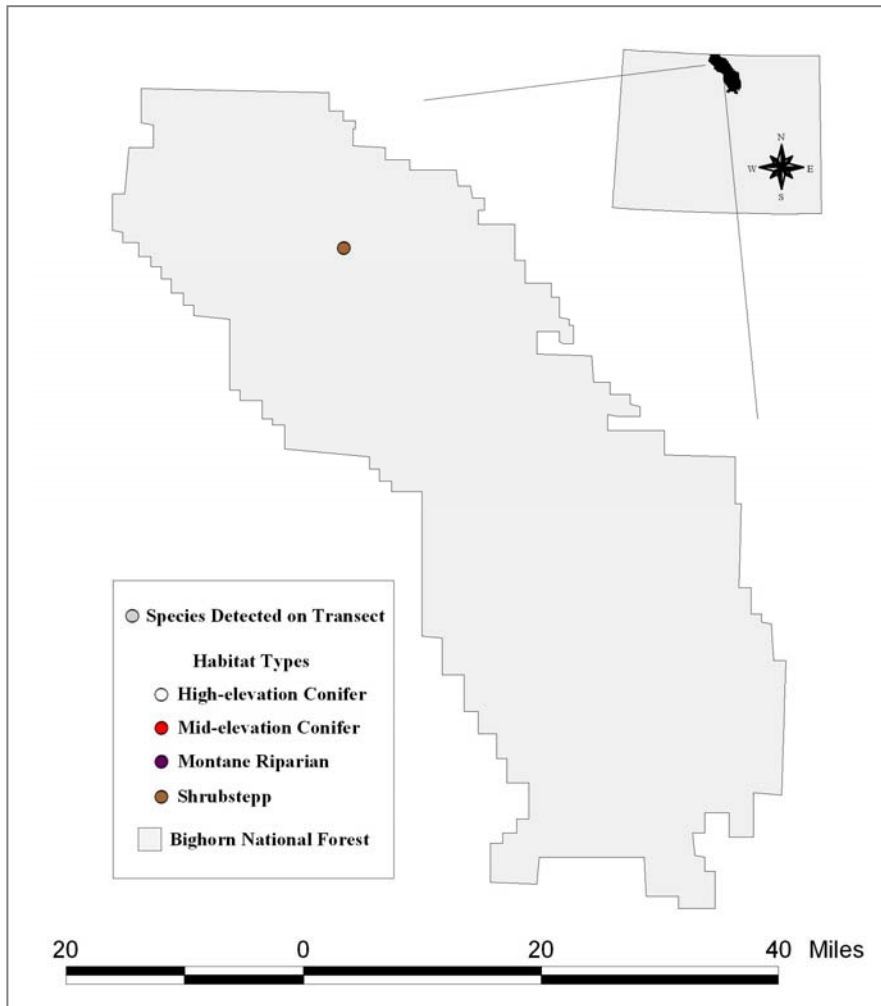 N
W E
S
Species Detected on Transect
Habitat Types
High-elevation Conifer
Mid-elevation Conifer
Montane Riparian
Shrubstepp
Bighorn National Forest
20 0 20 40 Miles